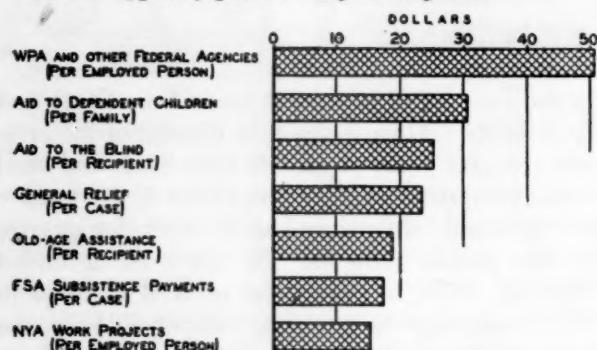 DOLLARS
0 10 20 30 40 50
WPA AND OTHER FEDERAL AGENCIES
(PER EMPLOYED PERSON)
AID TO DEPENDENT CHILDREN
(PER FAMILY)
AID TO THE BLIND
(PER RECIPIENT)
GENERAL RELIEF
(PER CASE)
OLD-AGE ASSISTANCE
(PER RECIPIENT)
FSA SUBSISTENCE PAYMENTS
(PER CASE)
NYA WORK PROJECTS
(PER EMPLOYED PERSON)